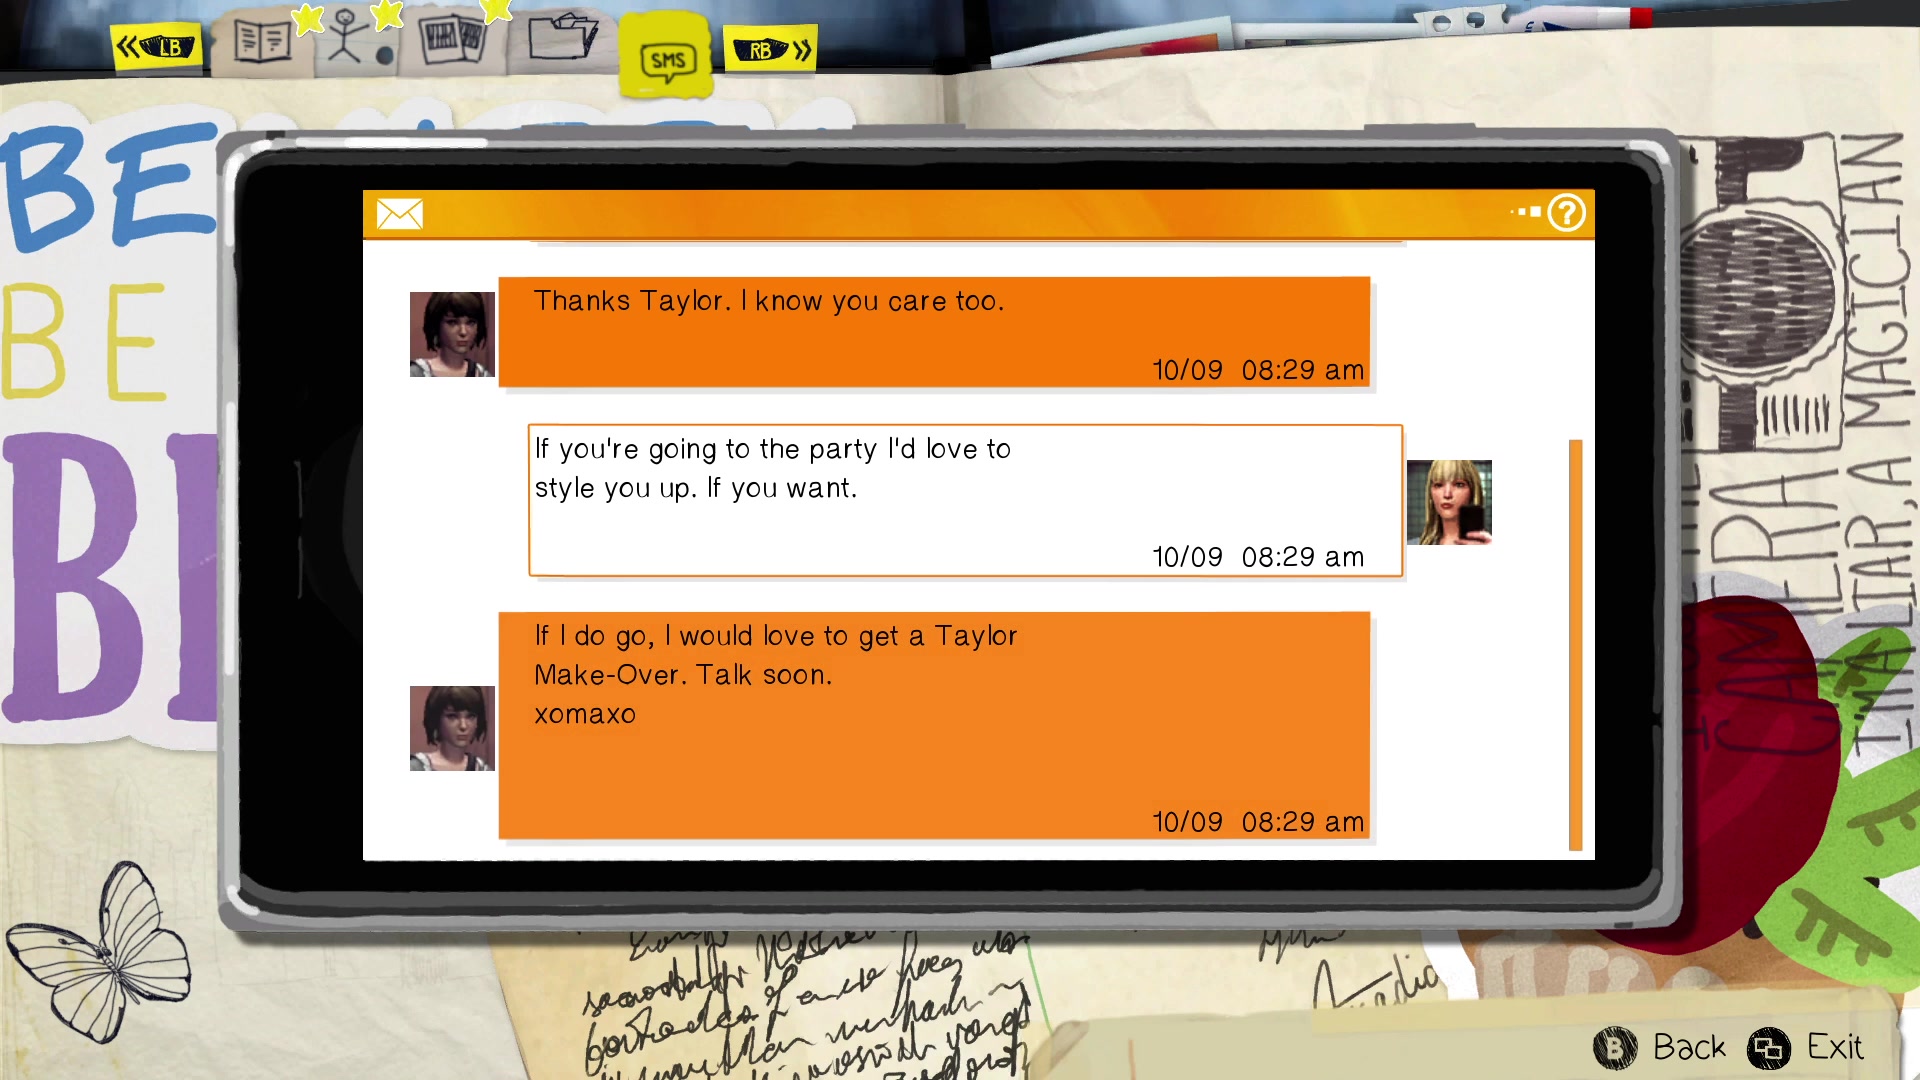 LB
SMS
RB
BE
BE
Thanks Taylor. I know you care too.
10/09 08:29 am
If you're going to the party I'd love to
style you up. If you want.
10/09 08:29 am
If I do go, I would love to get a Taylor
Make-Over. Talk soon.
xomaxo
10/09 08:29 am
CAMERA
I'M A LIAR, A MAGICIAN
B Back
Exit